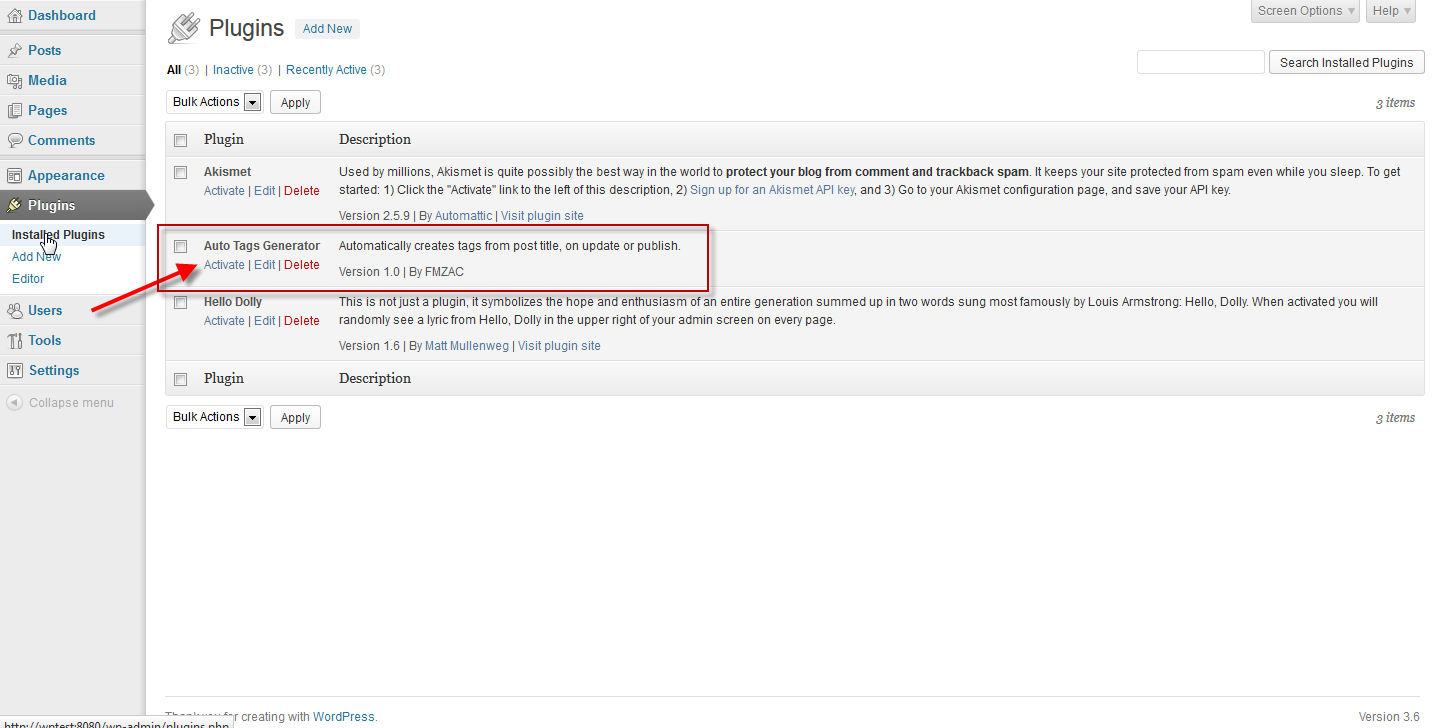 Dashboard
Posts
Media
Pages
Comments
Appearance
Plugins
Installed Plugins
Add New
Editor
Users
Tools
Settings
Collapse menu
Screen Options Help
Plugins Add New
All (3) | Inactive (3) | Recently Active (3)
Search Installed Plugins
Bulk Actions Apply
3 items
Plugin Description
Akismet
Activate | Edit | Delete
Used by millions, Akismet is quite possibly the best way in the world to protect your blog from comment and trackback spam. It keeps your site protected from spam even while you sleep. To get
started: 1) Click the "Activate" link to the left of this description, 2) Sign up for an Akismet API key, and 3) Go to your Akismet configuration page, and save your API key.
Version 2.5.9 | By Automattic | Visit plugin site
Auto Tags Generator
Activate | Edit | Delete
Automatically creates tags from post title, on update or publish.
Version 1.0 | By FMZAC
Hello Dolly
Activate | Edit | Delete
This is not just a plugin, it symbolizes the hope and enthusiasm of an entire generation summed up in two words sung most famously by Louis Armstrong: Hello, Dolly. When activated you will
randomly see a lyric from Hello, Dolly in the upper right of your admin screen on every page.
Version 1.6 | By Matt Mullenweg | Visit plugin site
Plugin Description
Bulk Actions Apply
3 items
Thank you for creating with WordPress.
Version 3.6
http://wptest:8080/wp-admin/plugins.php